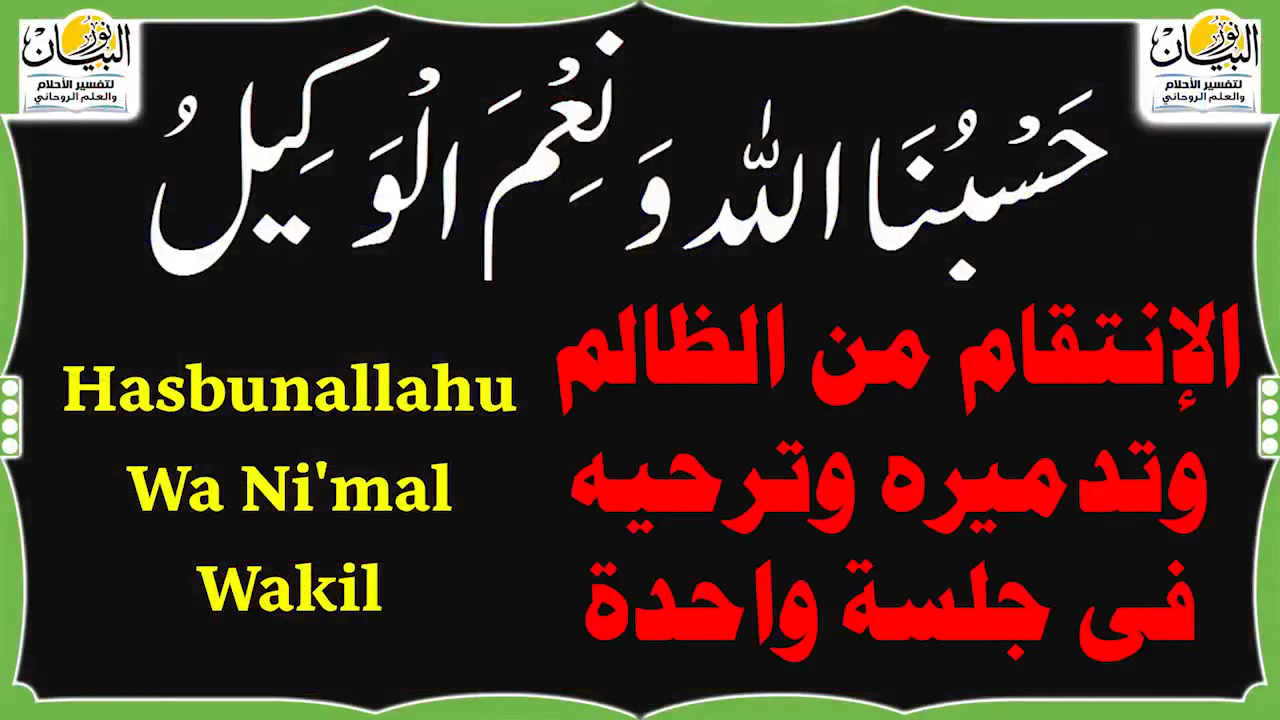 نور البيان
لتفسير الأحلام
والعلم الروحاني
نور البيان
لتفسير الأحلام
والعلم الروحاني
حَسْبُنَا اللّٰه وَنِعْمَ الْوَكِيلُ
Hasbunallahu
Wa Ni'mal
Wakil
الإنتقام من الظالم
وتدميره وترحيه
فى جلسة واحدة